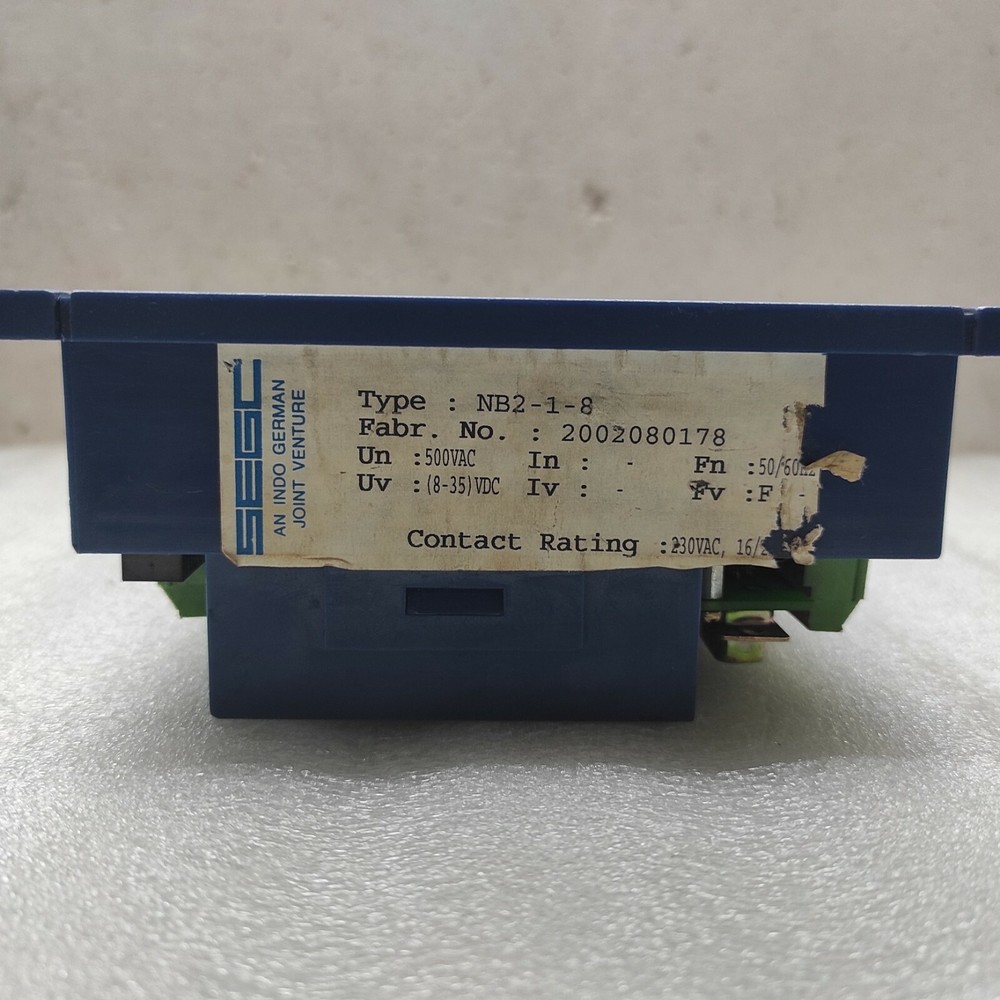 SEGC
AN INDO GERMAN
JOINT VENTURE
Type : NB2-1-8
Fabr. No. : 2002080178
Un :500VAC In : - Fn :50/60Hz
Uv :(8-35)VDC Iv : - Fv :F -
Contact Rating :230VAC, 16/